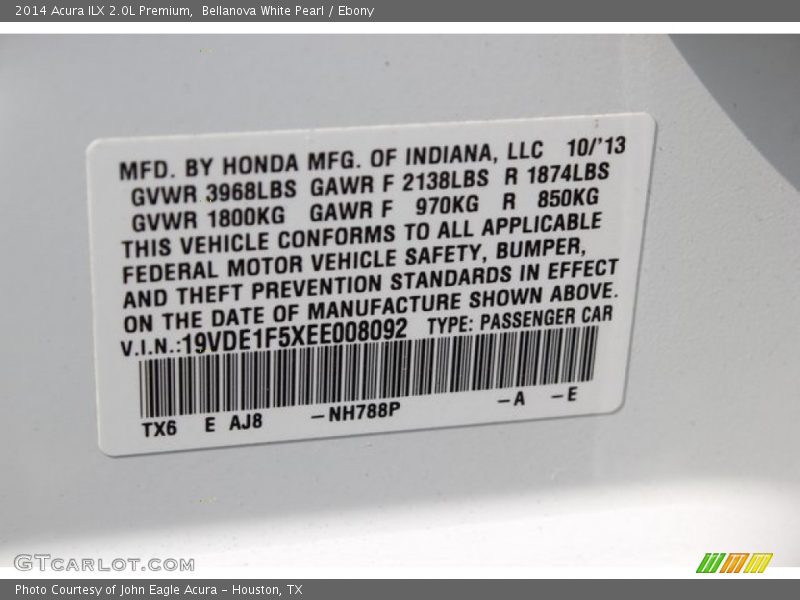 2014 Acura ILX 2.0L Premium, Bellanova White Pearl / Ebony
MFD. BY HONDA MFG. OF INDIANA, LLC 10/'13
GVWR 3968LBS GAWR F 2138LBS R 1874LBS
GVWR 1800KG GAWR F 970KG R 850KG
THIS VEHICLE CONFORMS TO ALL APPLICABLE
FEDERAL MOTOR VEHICLE SAFETY, BUMPER,
AND THEFT PREVENTION STANDARDS IN EFFECT
ON THE DATE OF MANUFACTURE SHOWN ABOVE.
V.I.N.:19VDE1F5XEE008092 TYPE: PASSENGER CAR
TX6 E AJ8 –NH788P –A –E
GTCARLOT.COM
Photo Courtesy of John Eagle Acura - Houston, TX